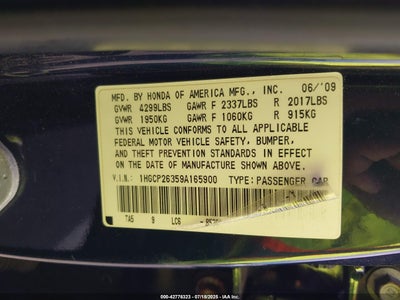 MFD. BY HONDA OF AMERICA MFG., INC. 06/'09
GVWR 4299LBS GAWR F 2337LBS R 2017LBS
GVWR 1950KG GAWR F 1060KG R 915KG
THIS VEHICLE CONFORMS TO ALL APPLICABLE
FEDERAL MOTOR VEHICLE SAFETY, BUMPER,
AND THEFT PREVENTION STANDARDS IN EFFECT
ON THE DATE OF MANUFACTURE SHOWN ABOVE.
V.I.N.: 1HGCP26359A165900 TYPE: PASSENGER CAR
9
(000-42776323 07/18/2025 - IAA Inc.)